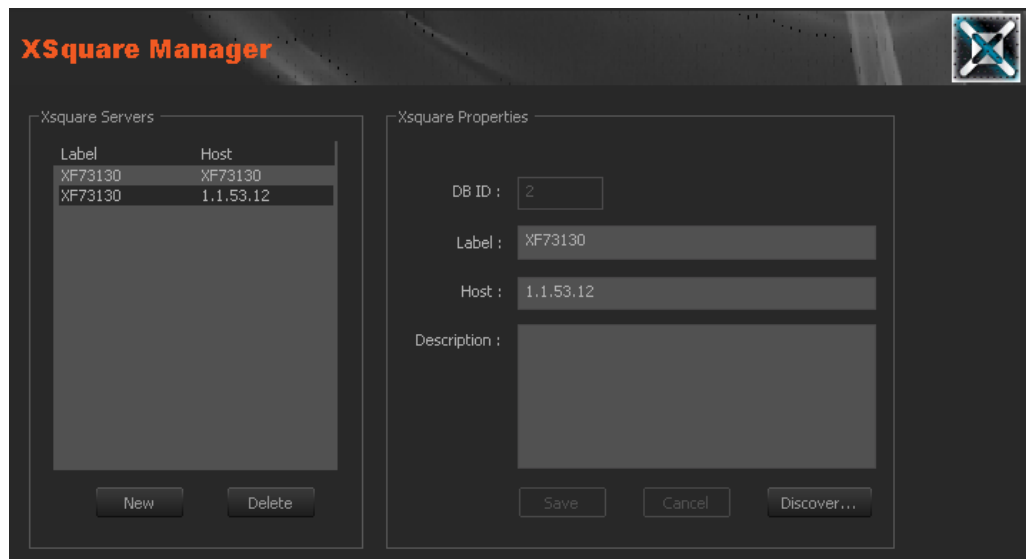 XSquare Manager
Xsquare Servers
Label Host
XF73130 XF73130
XF73130 1.1.53.12
New Delete
Xsquare Properties
DB ID : 2
Label : XF73130
Host : 1.1.53.12
Description :
Save Cancel Discover...